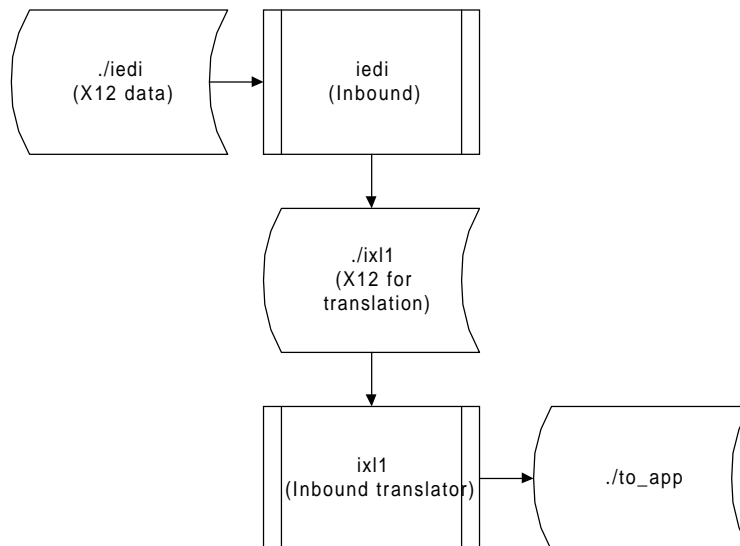 ./iedi
(X12 data)
iedi
(Inbound)
./ixl1
(X12 for
translation)
ixl1
(Inbound translator)
./to_app